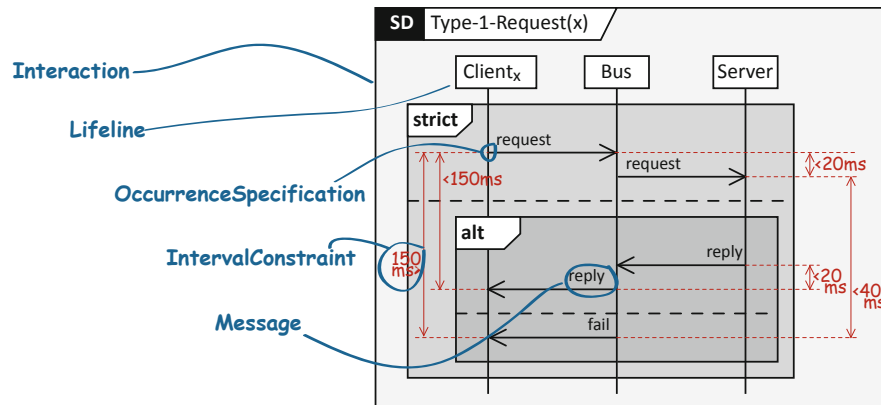 SD Type-1-Request(x)
Interaction
Clientx Bus Server
Lifeline
strict
request
request
<20ms
<150ms
OccurrenceSpecification
alt
IntervalConstraint
150
ms>
reply
reply
<20
ms
<40
ms
Message
fail